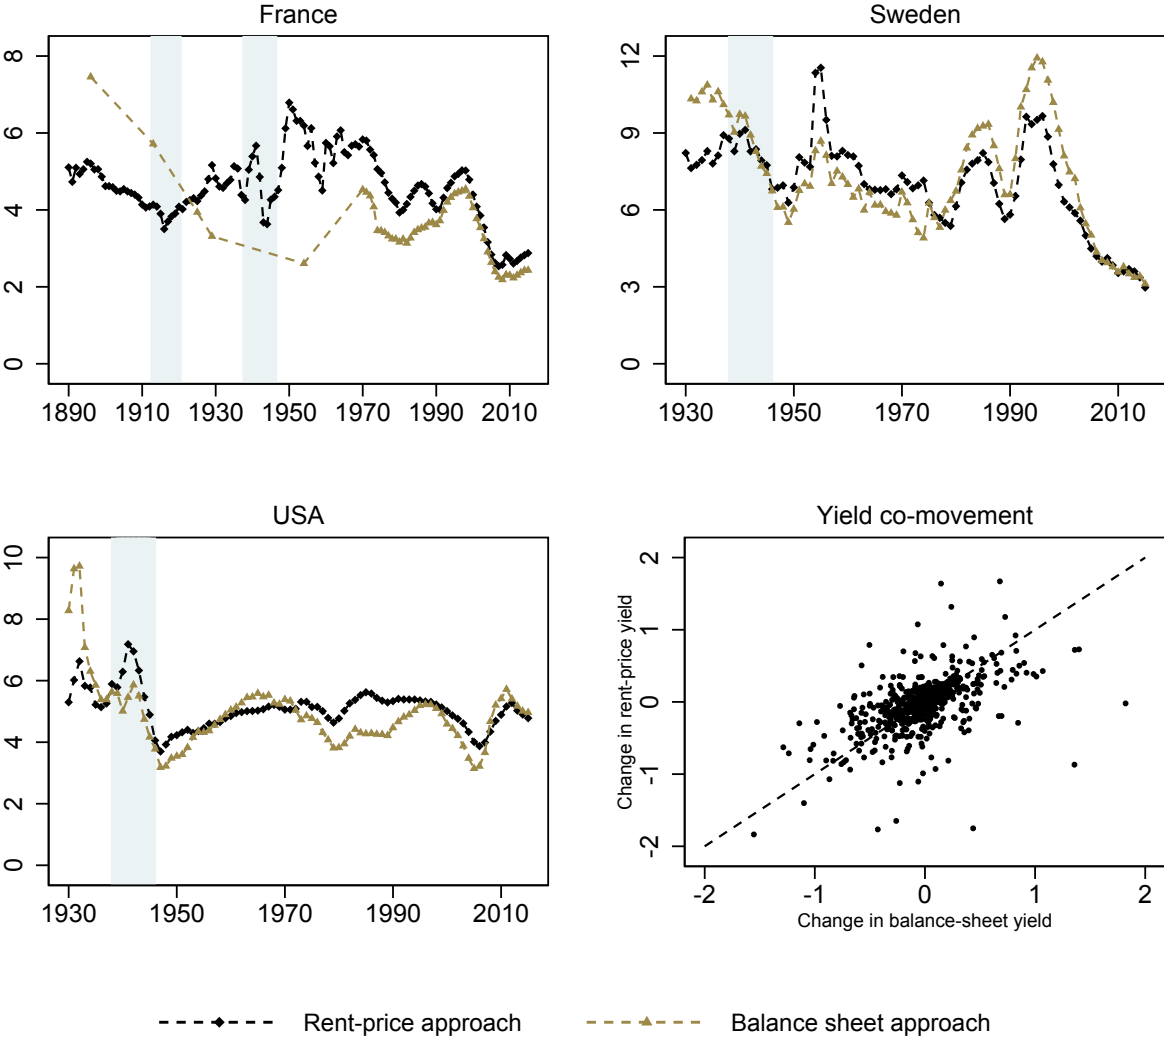 France
8
6
4
2
0
1890 1910 1930 1950 1970 1990 2010
Sweden
12
9
6
3
0
1930 1950 1970 1990 2010
USA
10
8
6
4
2
0
1930 1950 1970 1990 2010
Yield co-movement
Change in rent-price yield
2
1
0
-1
-2
-2 -1 0 1 2
Change in balance-sheet yield
Rent-price approach Balance sheet approach